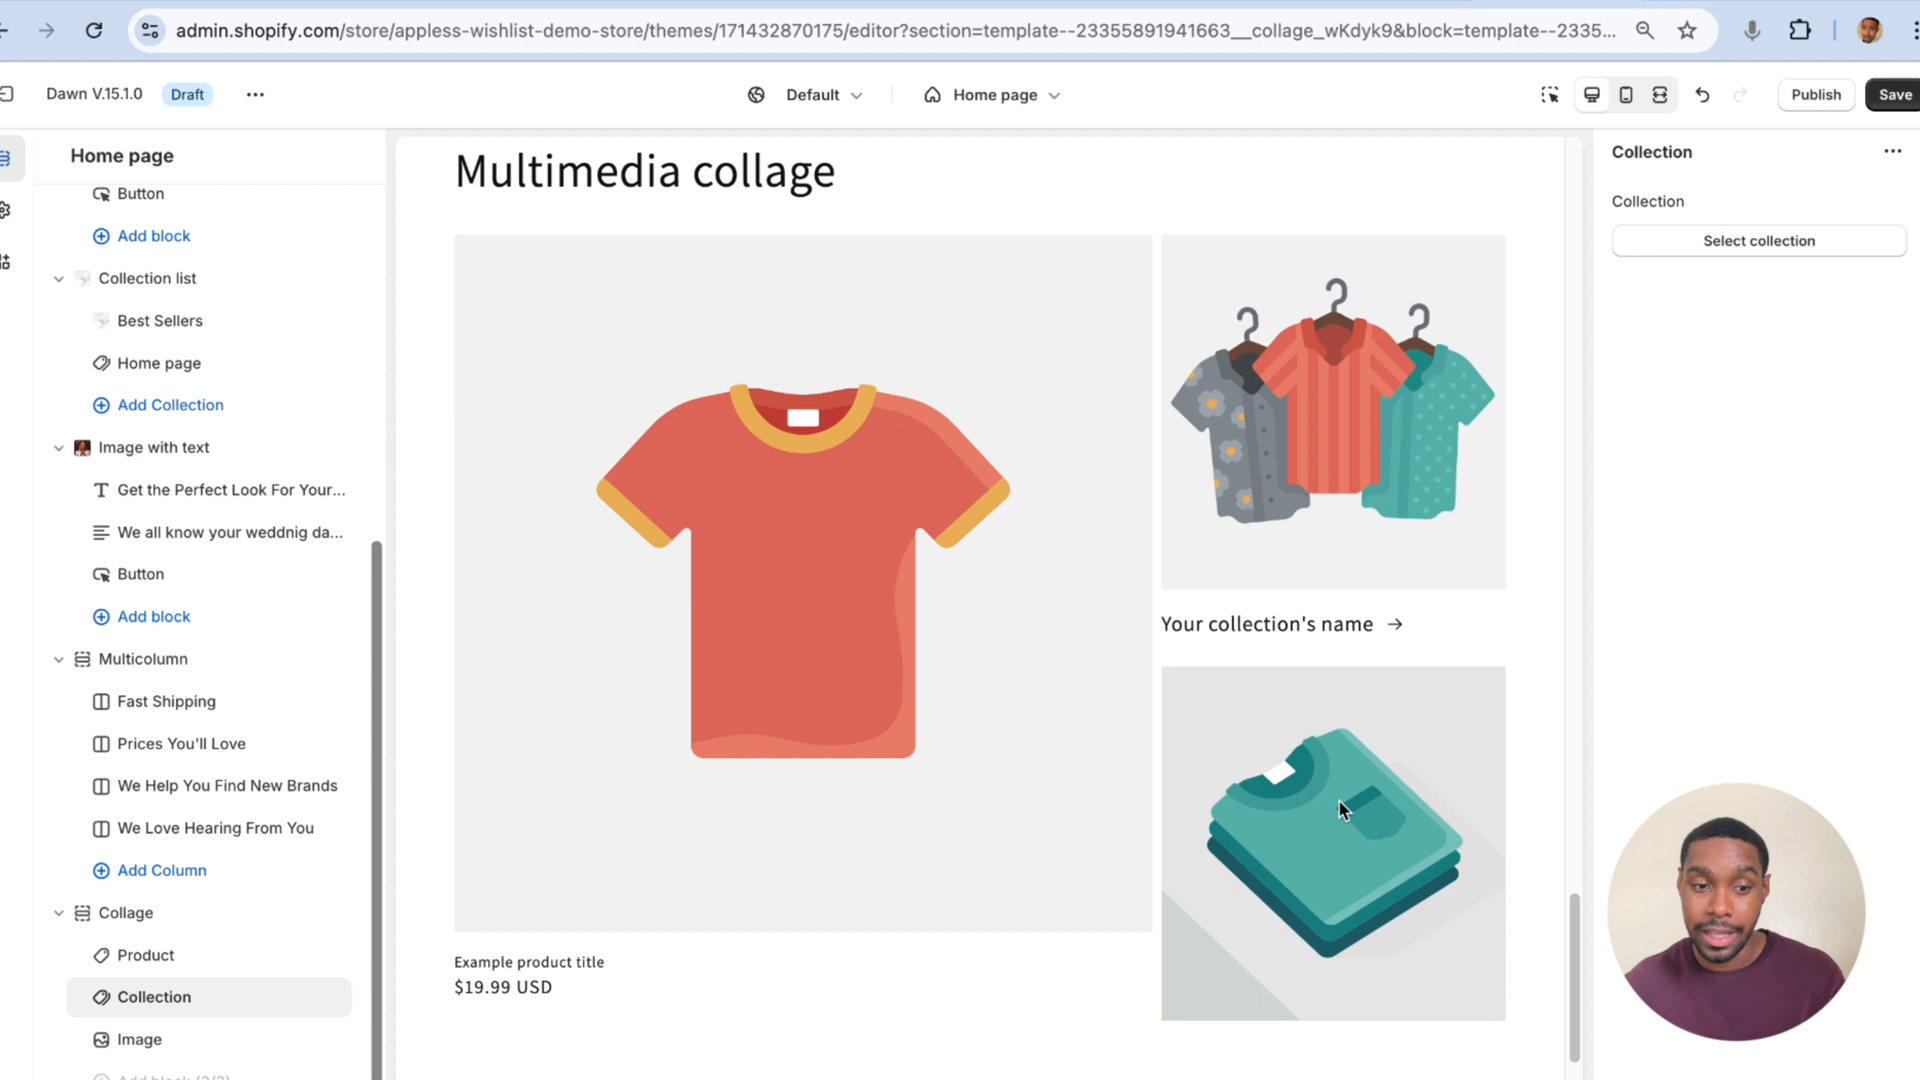 admin.shopify.com/store/appless-wishlist-demo-store/themes/171432870175/editor?section=template--23355891941663__collage_wKdyk9&block=template--2335...
Dawn V.15.1.0
Draft
Default
Home page
Publish
Save
Home page
Button
Add block
Collection list
Best Sellers
Home page
Add Collection
Image with text
Get the Perfect Look For Your...
We all know your weddnig da...
Button
Add block
Multicolumn
Fast Shipping
Prices You'll Love
We Help You Find New Brands
We Love Hearing From You
Add Column
Collage
Product
Collection
Image
Multimedia collage
Example product title
$19.99 USD
Your collection's name
Collection
Collection
Select collection